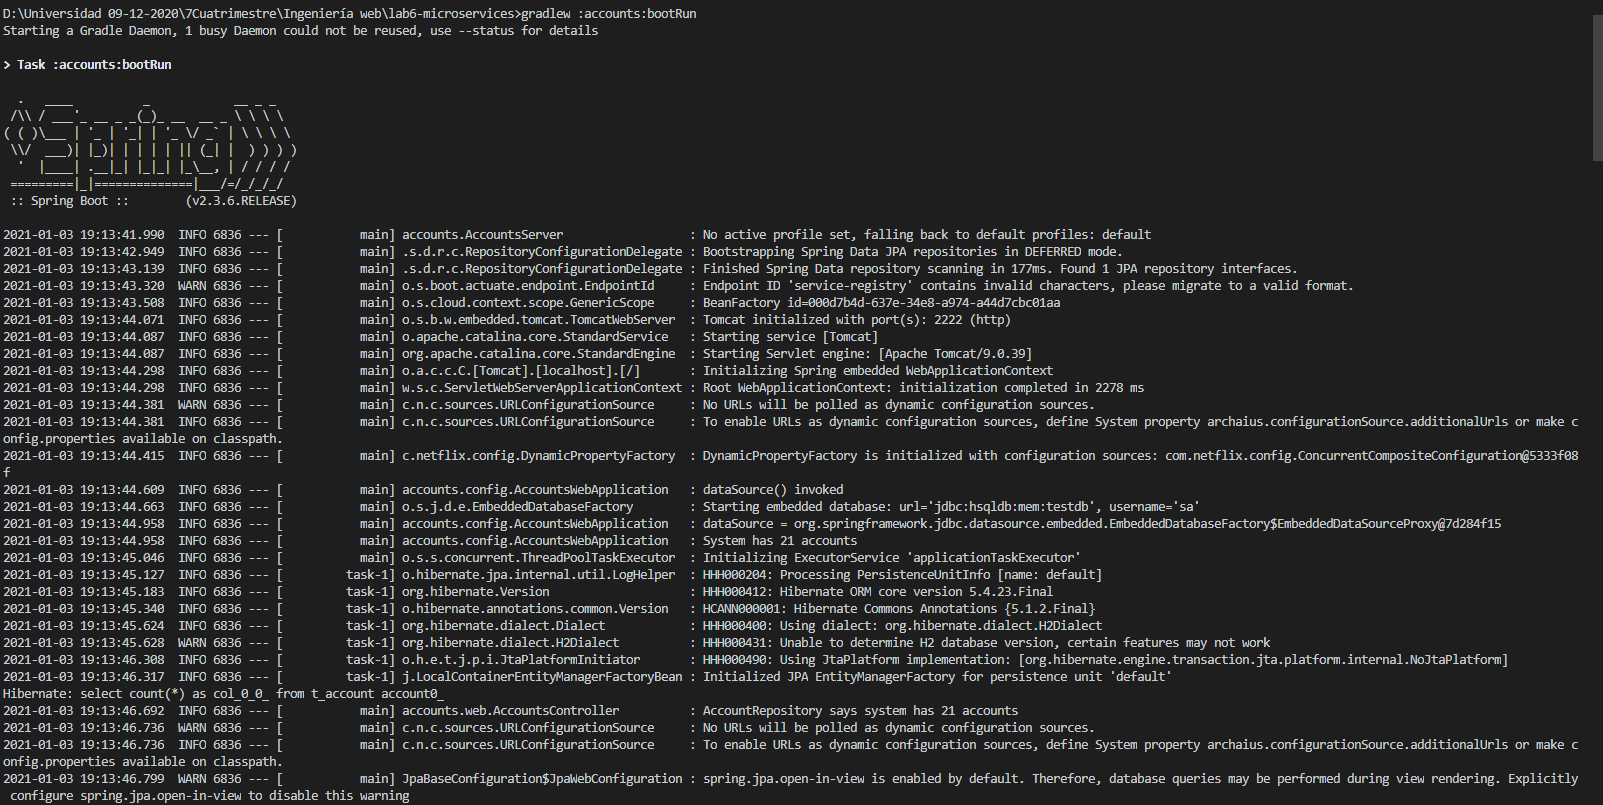 D:\Universidad 09-12-2020\7Cuatrimestre\Ingeniería web\lab6-microservices>gradlew :accounts:bootRun
Starting a Gradle Daemon, 1 busy Daemon could not be reused, use --status for details
> Task :accounts:bootRun
  .   ____          _            __ _ _
 /\\ / ___'_ __ _ _(_)_ __  __ _ \ \ \ \
( ( )\___ | '_ | '_| | '_ \/ _` | \ \ \ \
 \\/  ___)| |_)| | | | | || (_| |  ) ) ) )
  '  |____| .__|_| |_|_| |_\__, | / / / /
 =========|_|==============|___/=/_/_/_/
 :: Spring Boot ::        (v2.3.6.RELEASE)
2021-01-03 19:13:41.990  INFO 6836 --- [           main] accounts.AccountsServer                  : No active profile set, falling back to default profiles: default
2021-01-03 19:13:42.949  INFO 6836 --- [           main] .s.d.r.c.RepositoryConfigurationDelegate : Bootstrapping Spring Data JPA repositories in DEFERRED mode.
2021-01-03 19:13:43.139  INFO 6836 --- [           main] .s.d.r.c.RepositoryConfigurationDelegate : Finished Spring Data repository scanning in 177ms. Found 1 JPA repository interfaces.
2021-01-03 19:13:43.320  WARN 6836 --- [           main] o.s.boot.actuate.endpoint.EndpointId     : Endpoint ID 'service-registry' contains invalid characters, please migrate to a valid format.
2021-01-03 19:13:43.508  INFO 6836 --- [           main] o.s.cloud.context.scope.GenericScope     : BeanFactory id=000d7b4d-637e-34e8-a974-a44d7cbc01aa
2021-01-03 19:13:44.071  INFO 6836 --- [           main] o.s.b.w.embedded.tomcat.TomcatWebServer  : Tomcat initialized with port(s): 2222 (http)
2021-01-03 19:13:44.087  INFO 6836 --- [           main] o.apache.catalina.core.StandardService   : Starting service [Tomcat]
2021-01-03 19:13:44.087  INFO 6836 --- [           main] org.apache.catalina.core.StandardEngine  : Starting Servlet engine: [Apache Tomcat/9.0.39]
2021-01-03 19:13:44.298  INFO 6836 --- [           main] o.a.c.c.C.[Tomcat].[localhost].[/]       : Initializing Spring embedded WebApplicationContext
2021-01-03 19:13:44.298  INFO 6836 --- [           main] w.s.c.ServletWebServerApplicationContext : Root WebApplicationContext: initialization completed in 2278 ms
2021-01-03 19:13:44.381  WARN 6836 --- [           main] c.n.c.sources.URLConfigurationSource     : No URLs will be polled as dynamic configuration sources.
2021-01-03 19:13:44.381  INFO 6836 --- [           main] c.n.c.sources.URLConfigurationSource     : To enable URLs as dynamic configuration sources, define System property archaius.configurationSource.additionalUrls or make c
onfig.properties available on classpath.
2021-01-03 19:13:44.415  INFO 6836 --- [           main] c.netflix.config.DynamicPropertyFactory  : DynamicPropertyFactory is initialized with configuration sources: com.netflix.config.ConcurrentCompositeConfiguration@5333f08
f
2021-01-03 19:13:44.609  INFO 6836 --- [           main] accounts.config.AccountsWebApplication   : dataSource() invoked
2021-01-03 19:13:44.663  INFO 6836 --- [           main] o.s.j.d.e.EmbeddedDatabaseFactory        : Starting embedded database: url='jdbc:hsqldb:mem:testdb', username='sa'
2021-01-03 19:13:44.958  INFO 6836 --- [           main] accounts.config.AccountsWebApplication   : dataSource = org.springframework.jdbc.datasource.embedded.EmbeddedDatabaseFactory$EmbeddedDataSourceProxy@7d284f15
2021-01-03 19:13:44.958  INFO 6836 --- [           main] accounts.config.AccountsWebApplication   : System has 21 accounts
2021-01-03 19:13:45.046  INFO 6836 --- [           main] o.s.s.concurrent.ThreadPoolTaskExecutor  : Initializing ExecutorService 'applicationTaskExecutor'
2021-01-03 19:13:45.127  INFO 6836 --- [         task-1] o.hibernate.jpa.internal.util.LogHelper  : HHH000204: Processing PersistenceUnitInfo [name: default]
2021-01-03 19:13:45.183  INFO 6836 --- [         task-1] org.hibernate.Version                    : HHH000412: Hibernate ORM core version 5.4.23.Final
2021-01-03 19:13:45.340  INFO 6836 --- [         task-1] o.hibernate.annotations.common.Version   : HCANN000001: Hibernate Commons Annotations {5.1.2.Final}
2021-01-03 19:13:45.624  INFO 6836 --- [         task-1] org.hibernate.dialect.Dialect            : HHH000400: Using dialect: org.hibernate.dialect.H2Dialect
2021-01-03 19:13:45.628  WARN 6836 --- [         task-1] org.hibernate.dialect.H2Dialect          : HHH000431: Unable to determine H2 database version, certain features may not work
2021-01-03 19:13:46.308  INFO 6836 --- [         task-1] o.h.e.t.j.p.i.JtaPlatformInitiator       : HHH000490: Using JtaPlatform implementation: [org.hibernate.engine.transaction.jta.platform.internal.NoJtaPlatform]
2021-01-03 19:13:46.317  INFO 6836 --- [         task-1] j.LocalContainerEntityManagerFactoryBean : Initialized JPA EntityManagerFactory for persistence unit 'default'
Hibernate: select count(*) as col_0_0_ from t_account account0_
2021-01-03 19:13:46.692  INFO 6836 --- [           main] accounts.web.AccountsController          : AccountRepository says system has 21 accounts
2021-01-03 19:13:46.736  WARN 6836 --- [           main] c.n.c.sources.URLConfigurationSource     : No URLs will be polled as dynamic configuration sources.
2021-01-03 19:13:46.736  INFO 6836 --- [           main] c.n.c.sources.URLConfigurationSource     : To enable URLs as dynamic configuration sources, define System property archaius.configurationSource.additionalUrls or make c
onfig.properties available on classpath.
2021-01-03 19:13:46.799  WARN 6836 --- [           main] JpaBaseConfiguration$JpaWebConfiguration : spring.jpa.open-in-view is enabled by default. Therefore, database queries may be performed during view rendering. Explicitly
 configure spring.jpa.open-in-view to disable this warning